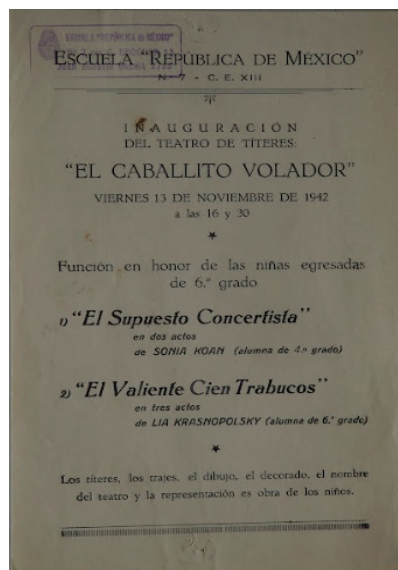 ESCUELA "REPÚBLICA DE MÉXICO"
N.º 7 - C. E. XIII
INAUGURACIÓN
DEL TEATRO DE TÍTERES:
"EL CABALLITO VOLADOR"
VIERNES 13 DE NOVIEMBRE DE 1942
a las 16 y 30
Función en honor de las niñas egresadas
de 6.º grado
1) "El Supuesto Concertista"
en dos actos
de SONIA KOAN (alumna de 4.º grado)
2) "El Valiente Cien Trabucos"
en tres actos
de LIA KRASNOPOLSKY (alumna de 6.º grado)
Los títeres, los trajes, el dibujo, el decorado, el nombre
del teatro y la representación es obra de los niños.